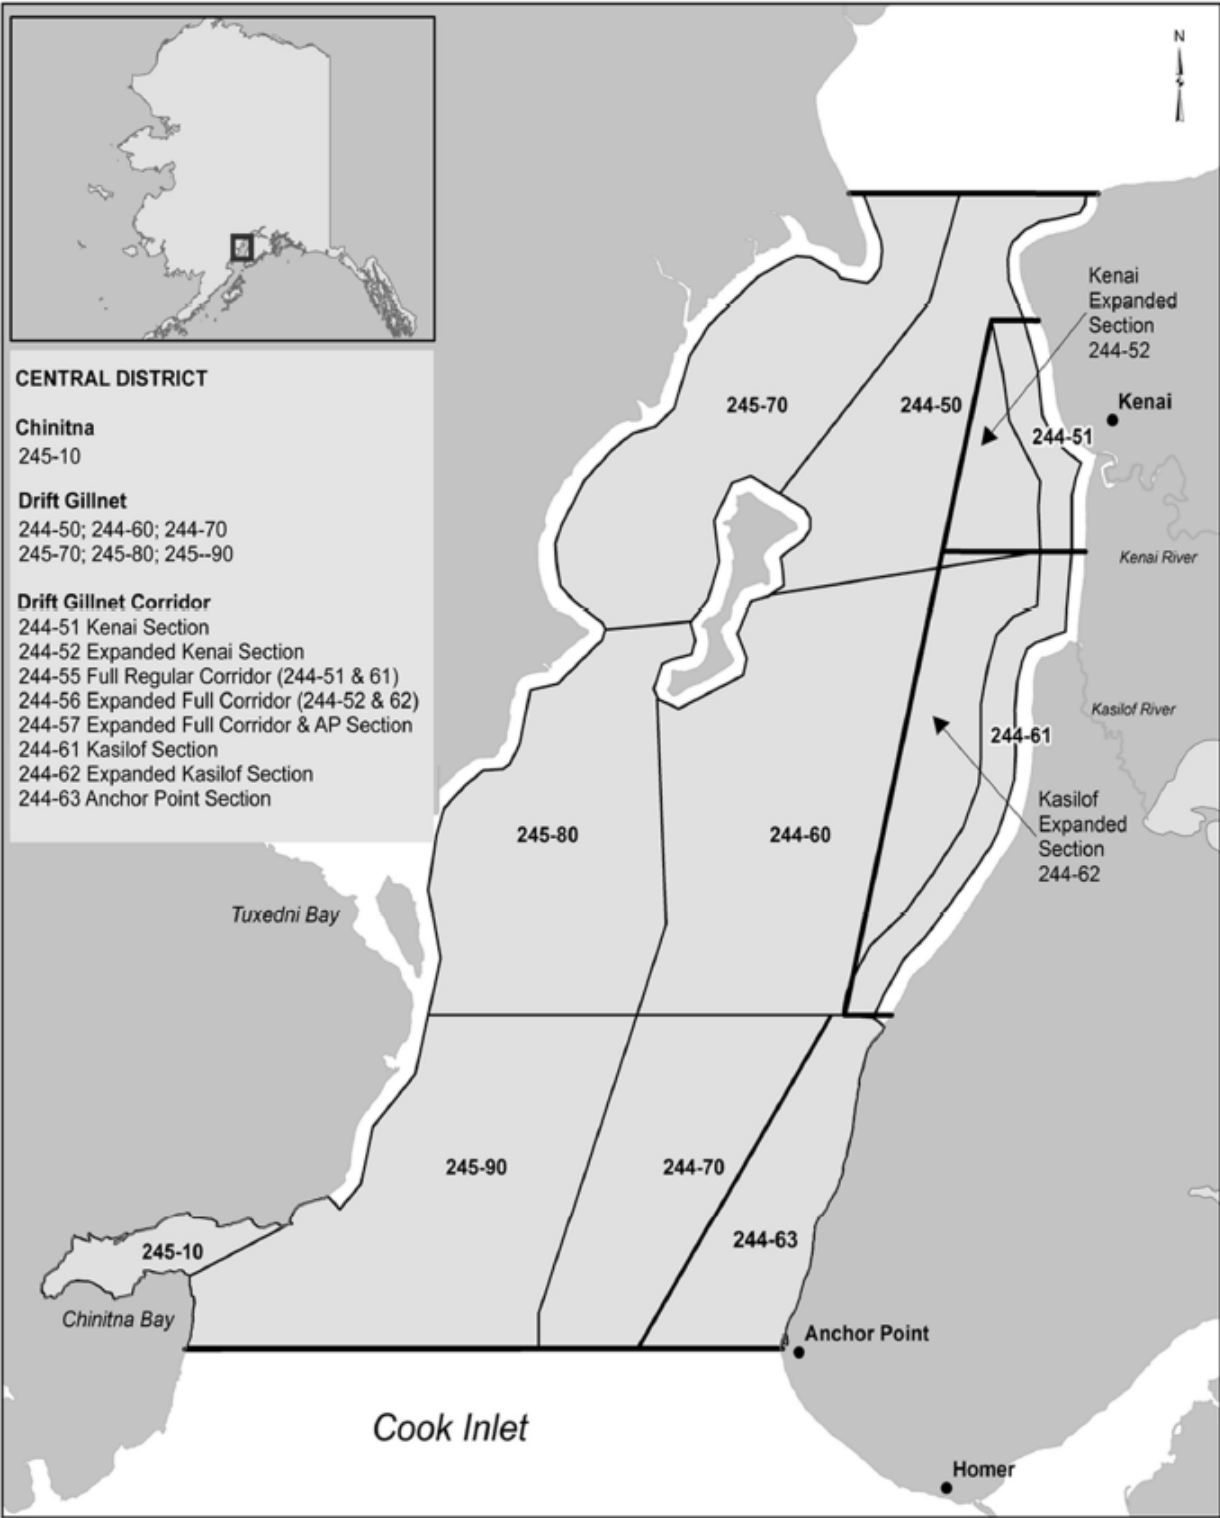 CENTRAL DISTRICT
Chinitna
245-10
Drift Gillnet
244-50; 244-60; 244-70
245-70; 245-80; 245--90
Drift Gillnet Corridor
244-51 Kenai Section
244-52 Expanded Kenai Section
244-55 Full Regular Corridor (244-51 & 61)
244-56 Expanded Full Corridor (244-52 & 62)
244-57 Expanded Full Corridor & AP Section
244-61 Kasilof Section
244-62 Expanded Kasilof Section
244-63 Anchor Point Section
N
Kenai
Expanded
Section
244-52
245-70
244-50
Kenai
244-51
Kenai River
Kasilof River
244-61
Kasilof
Expanded
Section
244-62
245-80
244-60
Tuxedni Bay
245-90
244-70
244-63
245-10
Chinitna Bay
Anchor Point
Cook Inlet
Homer